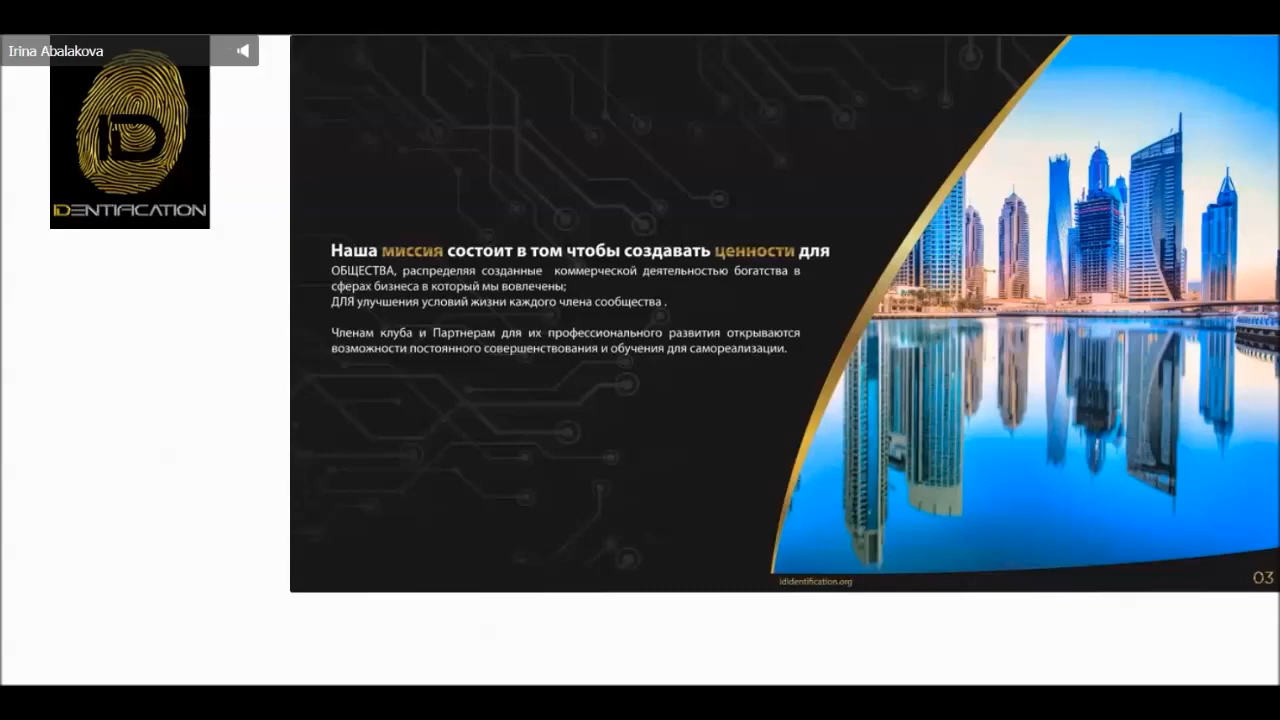 Irina Abalakova
ID
IDENTIFICATION
Наша миссия состоит в том чтобы создавать ценности для
ОБЩЕСТВА, распределяя созданные коммерческой деятельностью богатства в
сферах бизнеса в который мы вовлечены;
ДЛЯ улучшения условий жизни каждого члена сообщества .
Членам клуба и Партнерам для их профессионального развития открываются
возможности постоянного совершенствования и обучения для самореализации.
ididentification.org
03